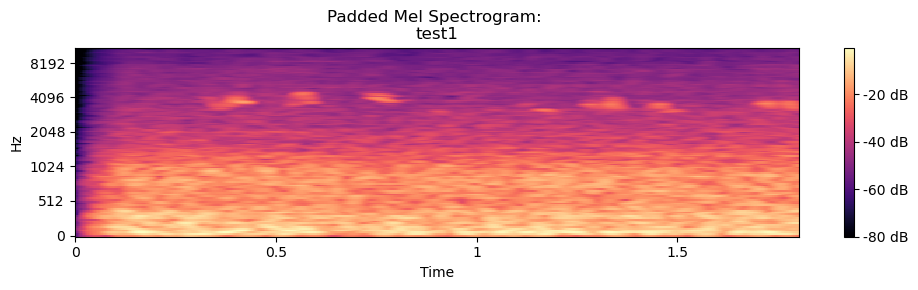 Padded Mel Spectrogram:
test1
8192
4096
2048
1024
512
0
Hz
0
0.5
1
1.5
Time
-20 dB
-40 dB
-60 dB
-80 dB